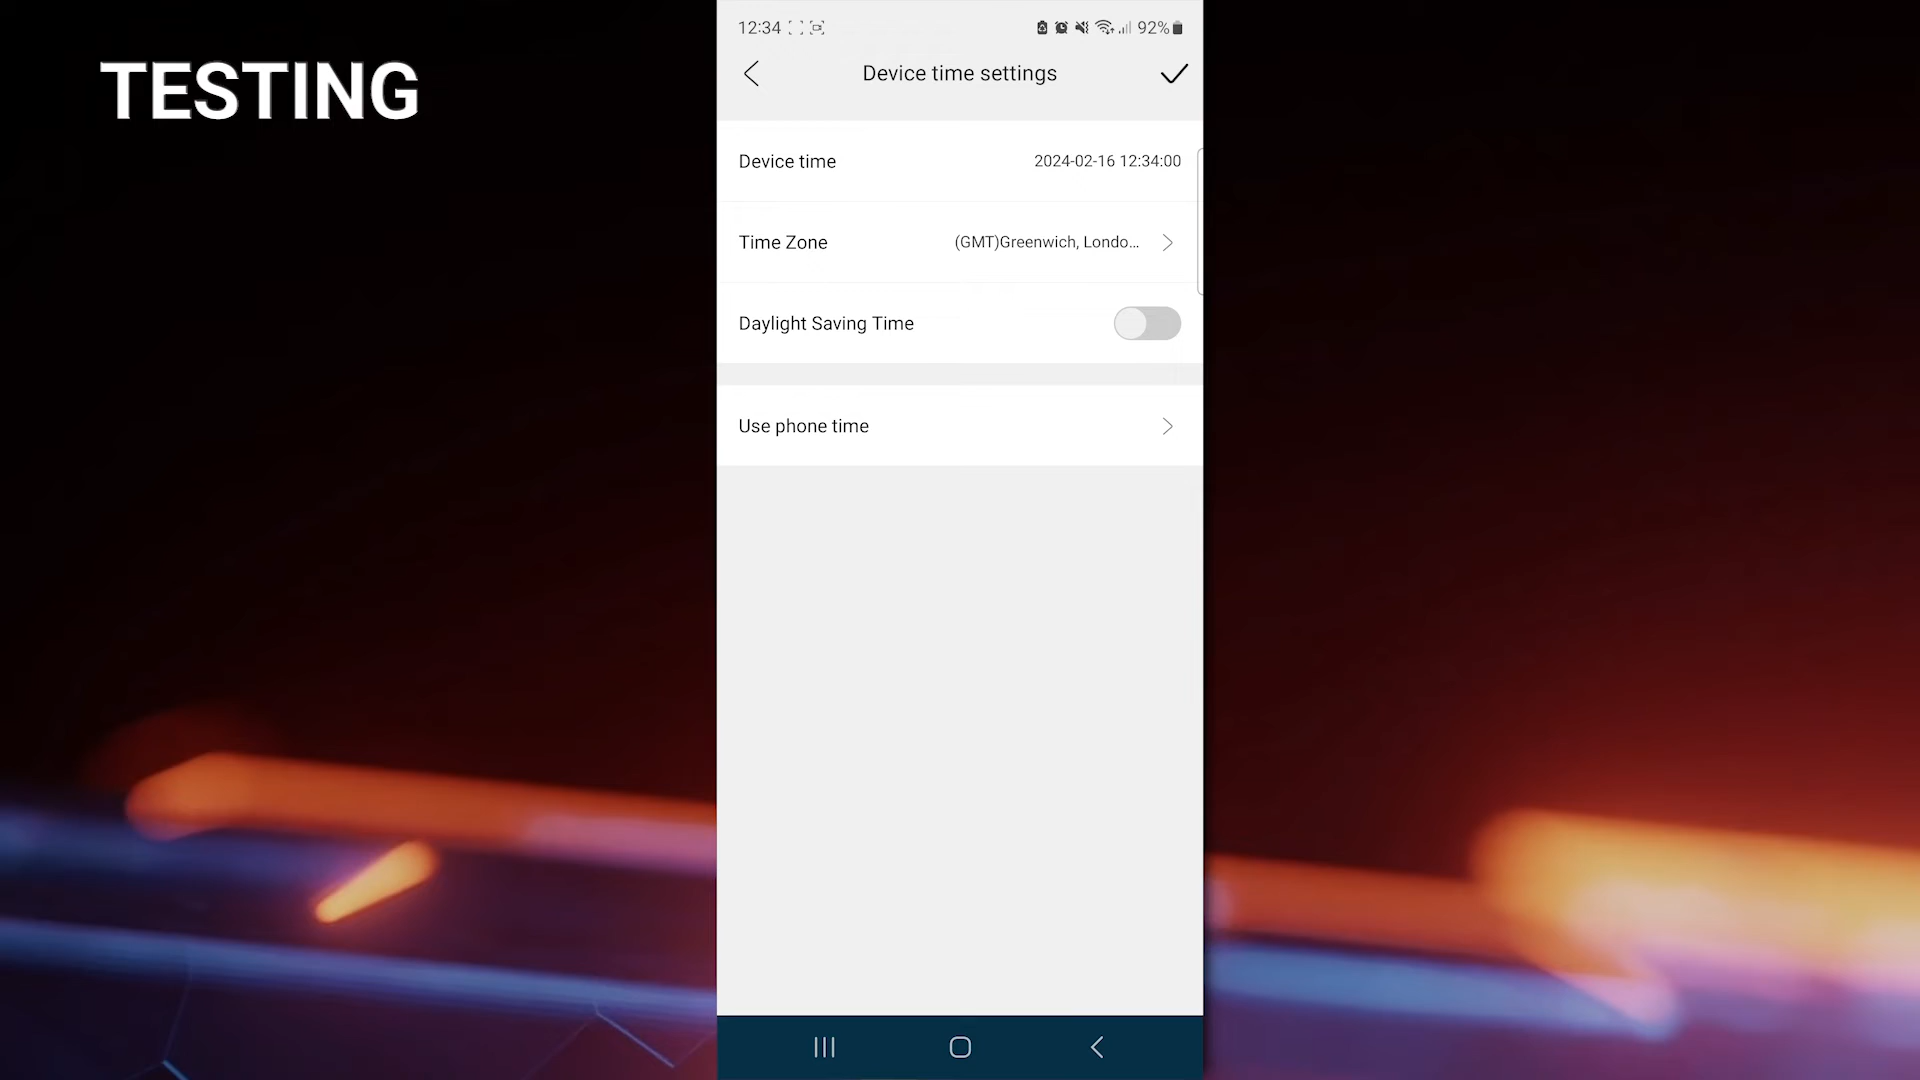 TESTING
12:34
92%
Device time settings
Device time
2024-02-16 12:34:00
Time Zone
(GMT)Greenwich, Londo...
Daylight Saving Time
Use phone time